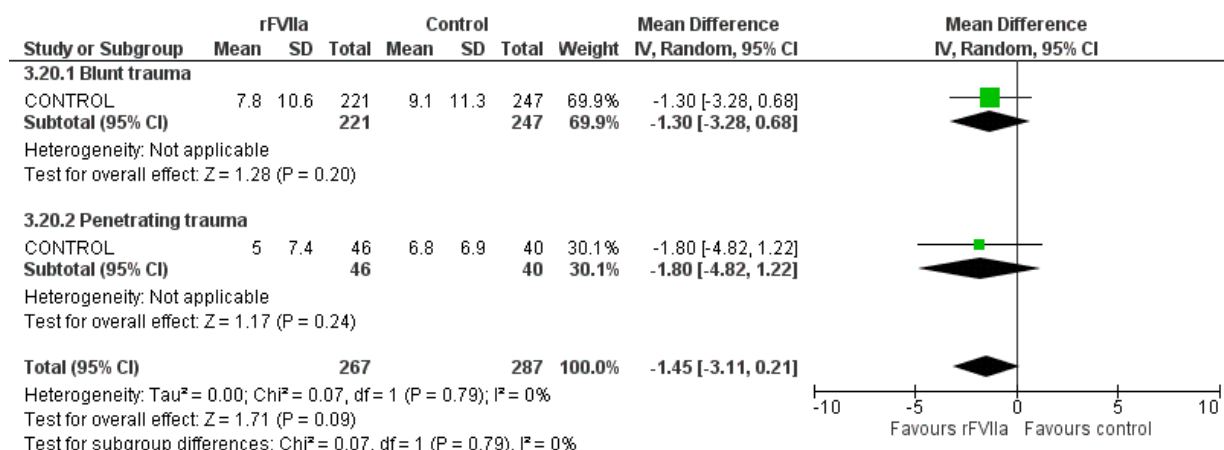 rFVIIa Control Mean Difference Mean Difference
Study or Subgroup Mean SD Total Mean SD Total Weight IV, Random, 95% CI IV, Random, 95% CI
3.20.1 Blunt trauma
CONTROL 7.8 10.6 221 9.1 11.3 247 69.9% -1.30 [-3.28, 0.68]
Subtotal (95% CI) 221 247 69.9% -1.30 [-3.28, 0.68]
Heterogeneity: Not applicable
Test for overall effect: Z = 1.28 (P = 0.20)
3.20.2 Penetrating trauma
CONTROL 5 7.4 46 6.8 6.9 40 30.1% -1.80 [-4.82, 1.22]
Subtotal (95% CI) 46 40 30.1% -1.80 [-4.82, 1.22]
Heterogeneity: Not applicable
Test for overall effect: Z = 1.17 (P = 0.24)
Total (95% CI) 267 287 100.0% -1.45 [-3.11, 0.21]
Heterogeneity: Tau² = 0.00; Chi² = 0.07, df = 1 (P = 0.79); I² = 0%
Test for overall effect: Z = 1.71 (P = 0.09)
Test for subgroup differences: Chi² = 0.07, df = 1 (P = 0.79), I² = 0%
-10 -5 0 5 10
Favours rFVIIa Favours control